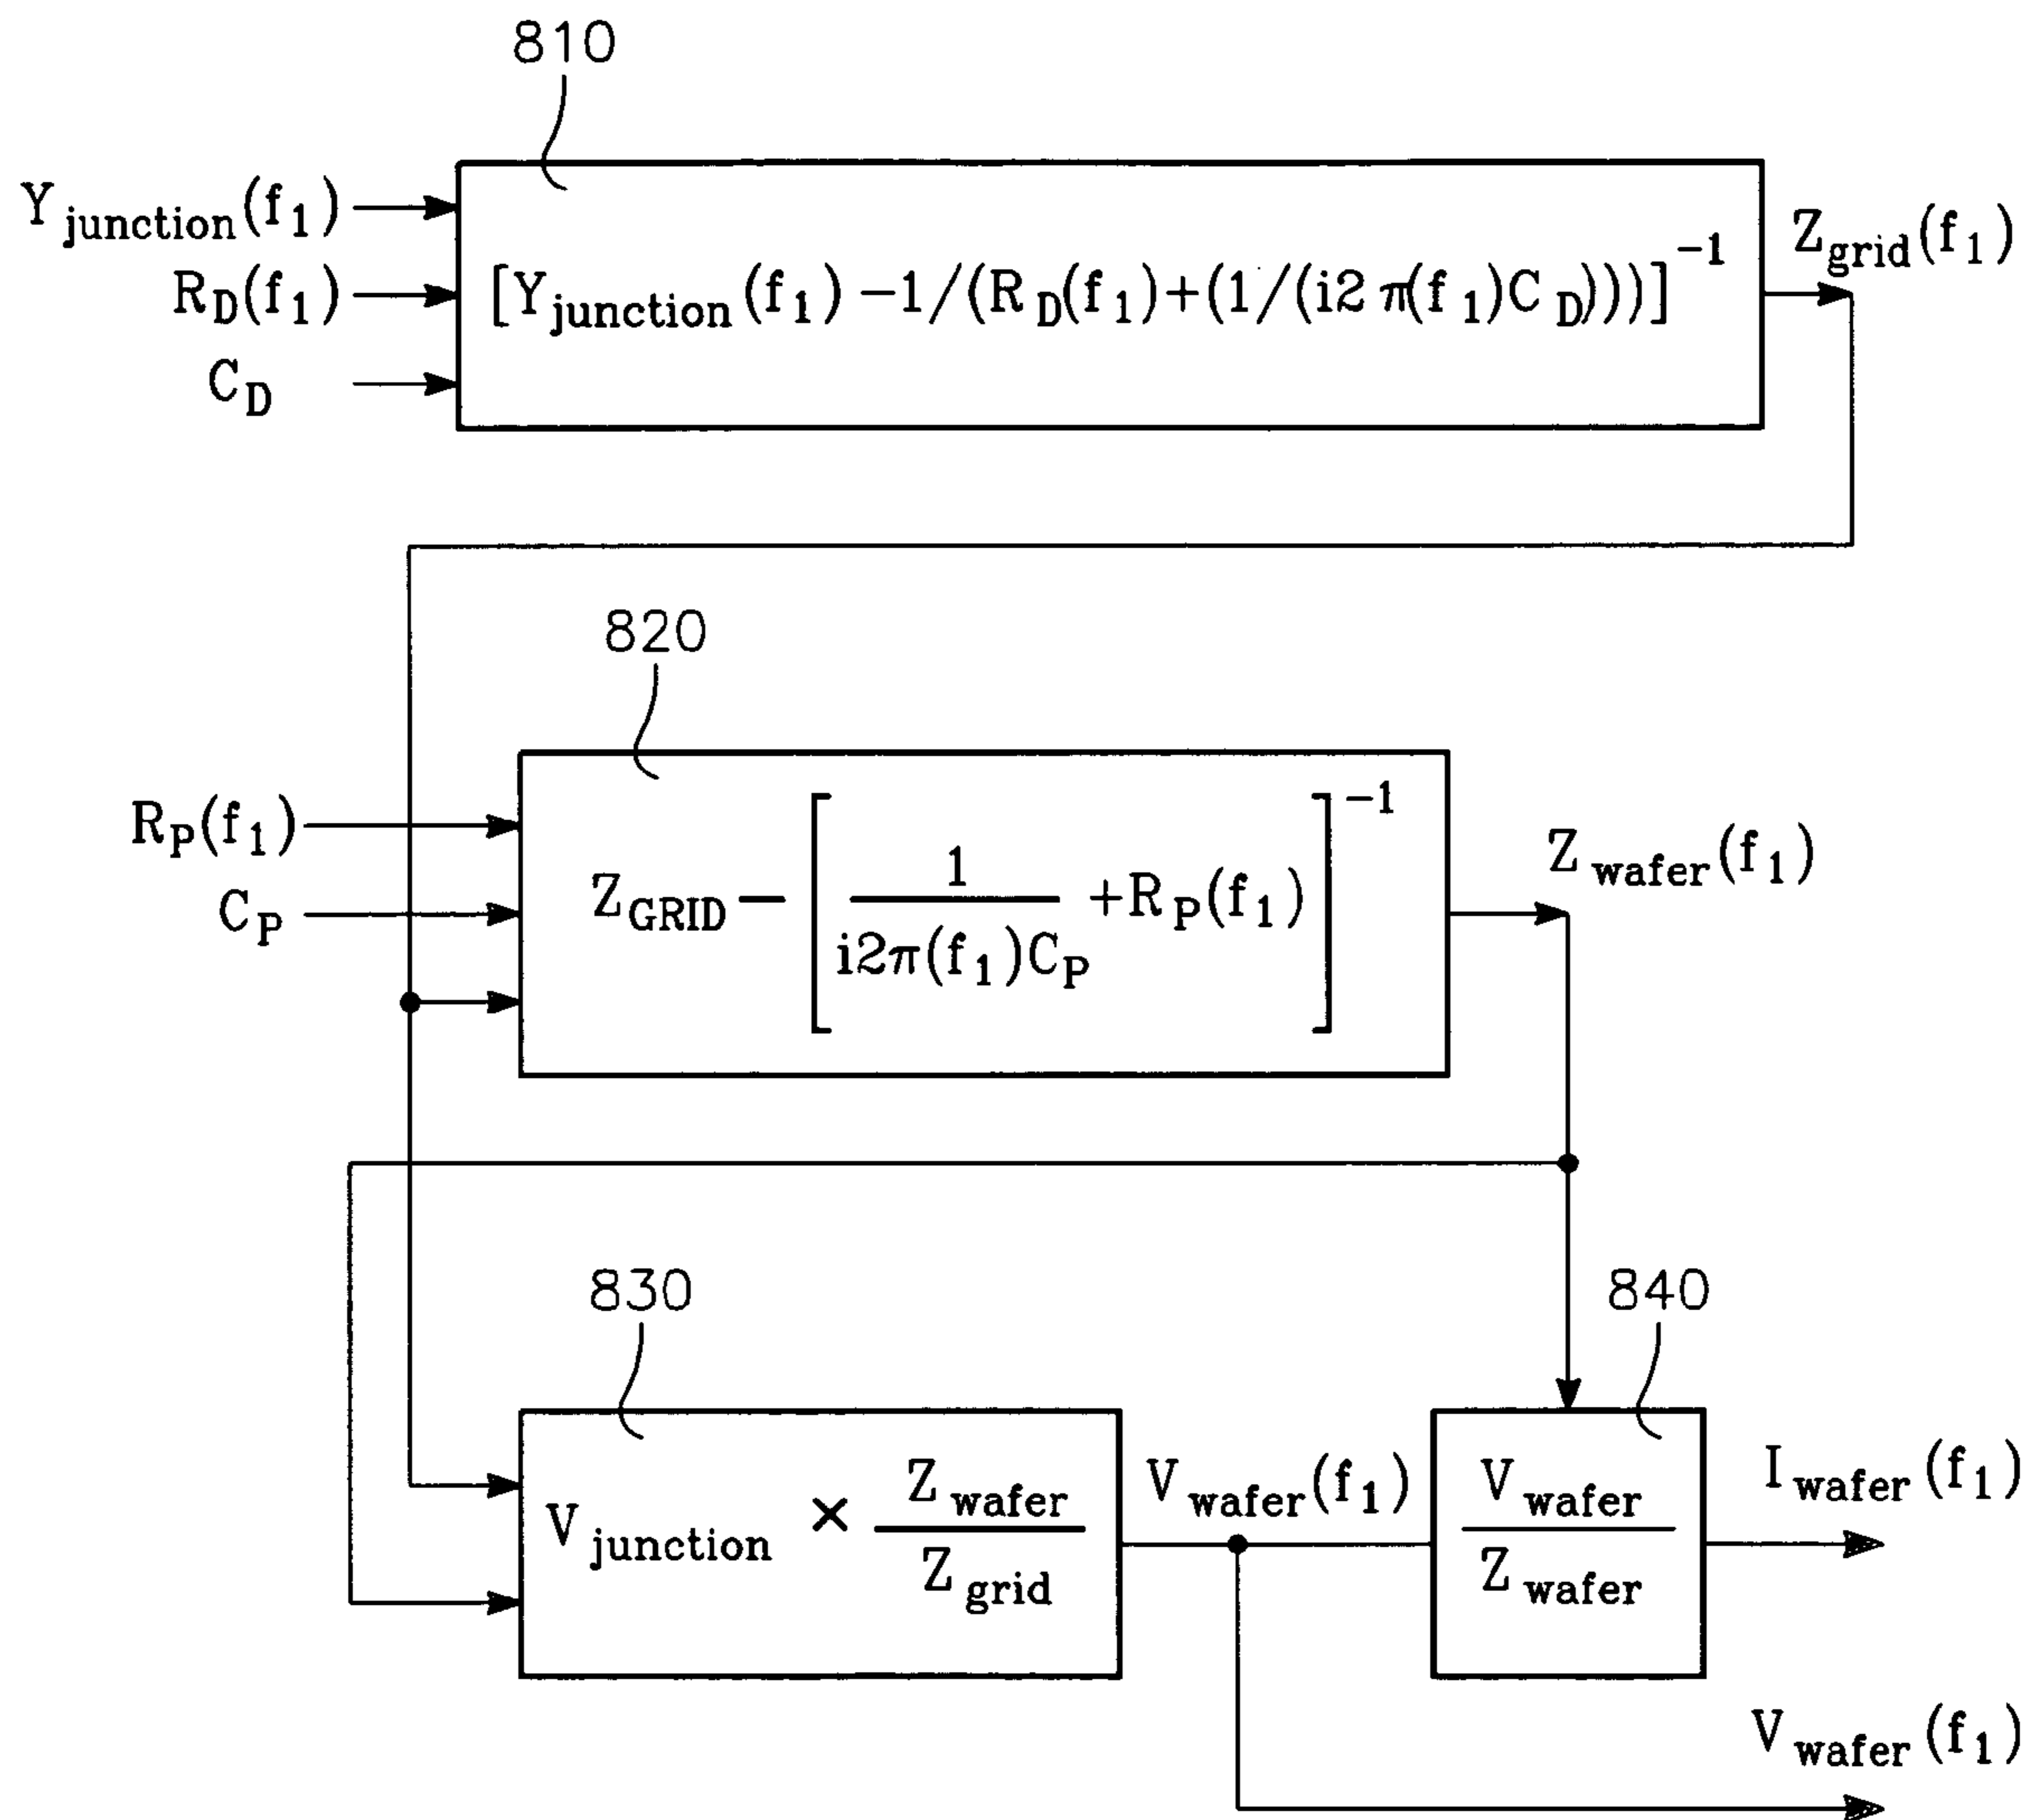 810
Y junction (f1)
RD(f1)
CD
[Y junction (f1) -1/(RD(f1)+(1/(i2π(f1)CD)))]-1
Zgrid(f1)
820
RP(f1)
CP
ZGRID - [ 1 / i2π(f1)CP +RP(f1) ]-1
Z wafer(f1)
830
V junction × Z wafer / Z grid
V wafer(f1)
840
V wafer / Z wafer
I wafer(f1)
V wafer(f1)